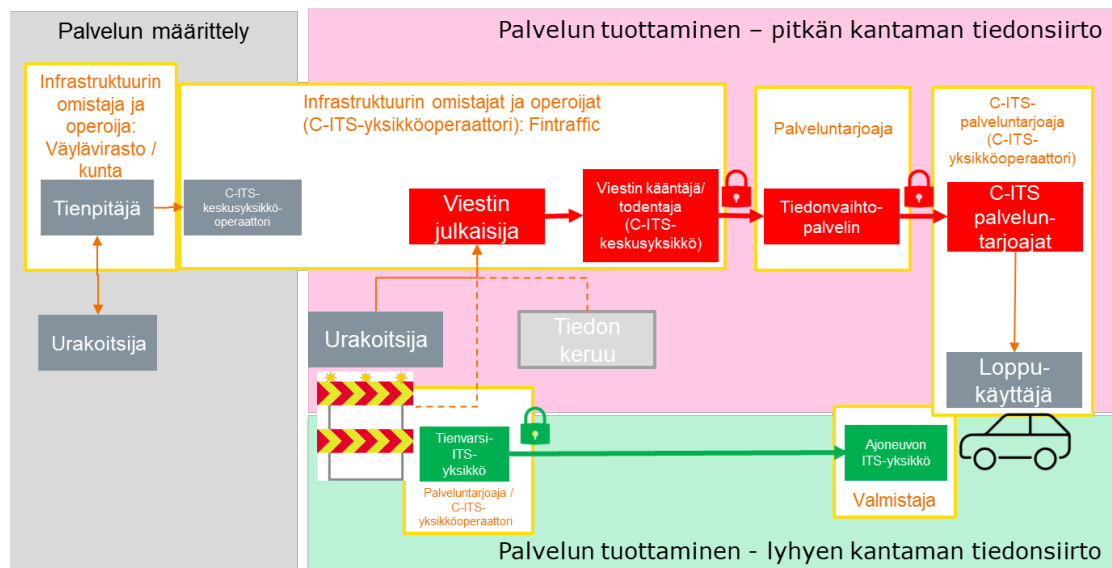 Palvelun määrittely
Palvelun tuottaminen – pitkän kantaman tiedonsiirto
Infrastruktuurin
omistaja ja
operoija:
Väylävirasto /
kunta
Infrastruktuurin omistajat ja operoijat
(C-ITS-yksikköoperaattori): Fintraffic
Palveluntarjoaja
C-ITS-
palveluntarjoaja
(C-ITS-
yksikköoperaattori)
Tienpitäjä
C-ITS-
keskusyksikkö-
operaattori
Viestin
julkaisija
Viestin kääntäjä/
todentaja
(C-ITS-
keskusyksikkö)
Tiedonvaihto-
palvelin
C-ITS
palvelun-
tarjoajat
Urakoitsija
Urakoitsija
Tiedon
keruu
Loppu-
käyttäjä
Tienvarsi-
ITS-
yksikkö
Palveluntarjoaja /
C-ITS-
yksikköoperaattori
Ajoneuvon
ITS-yksikkö
Valmistaja
Palvelun tuottaminen - lyhyen kantaman tiedonsiirto